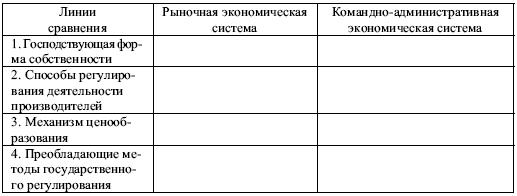 Линии
сравнения
Рыночная экономическая
система
Командно-административная
экономическая система
1. Господствующая фор-
ма собственности
2. Способы регулиро-
вания деятельности
производителей
3. Механизм ценооб-
разования
4. Преобладающие ме-
тоды государственно-
го регулирования